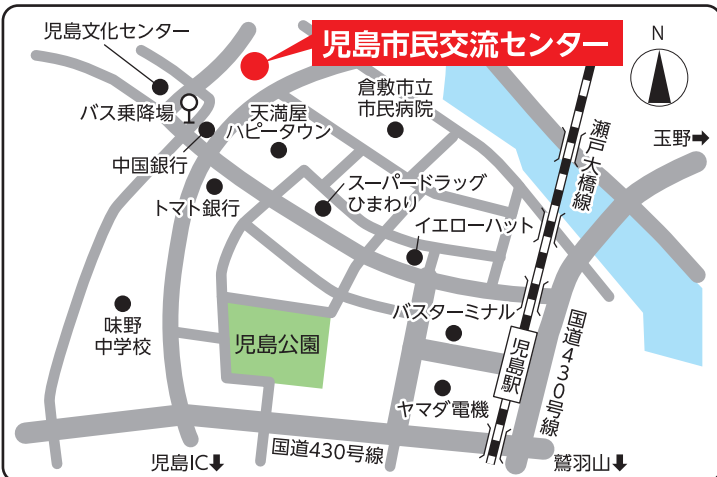 児島文化センター
児島市民交流センター
N
バス乗降場
天満屋
ハピータウン
倉敷市立
市民病院
玉野➡
中国銀行
瀬戸大橋線
スーパードラッグ
ひまわり
トマト銀行
イエローハット
味野
中学校
児島公園
バスターミナル
児島駅
国道430号線
ヤマダ電機
国道430号線
児島IC⬇
鷲羽山⬇